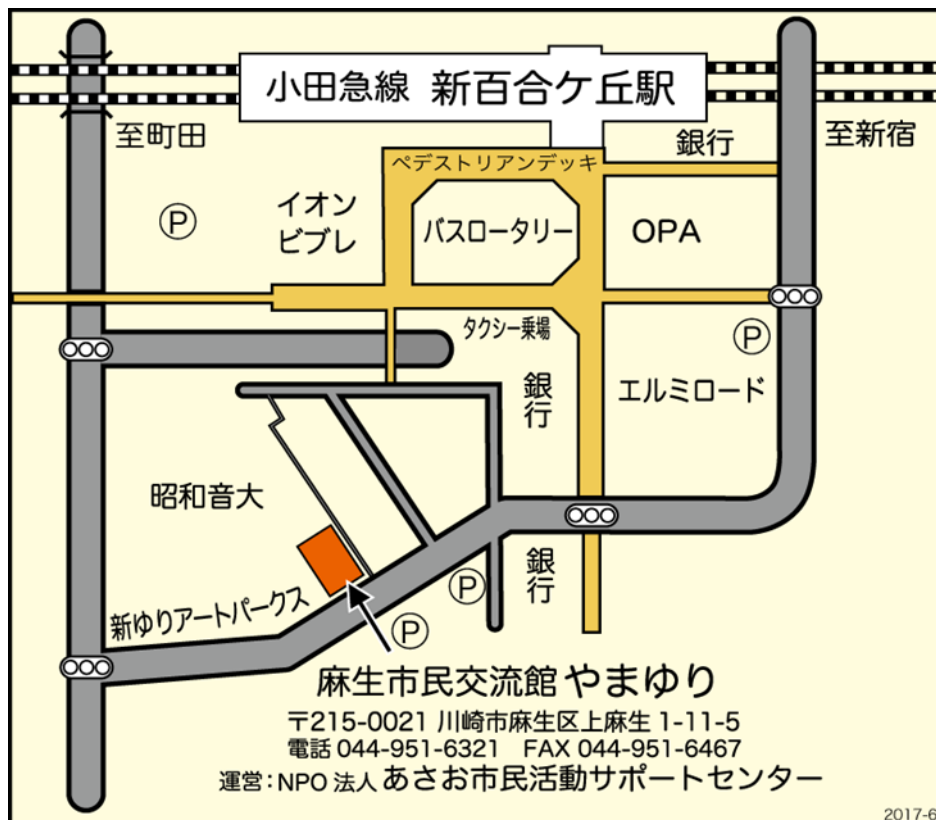 小田急線 新百合ケ丘駅
至町田
銀行
至新宿
ペデストリアンデッキ
P
イオン
ビブレ
バスロータリー
OPA
タクシー乗場
P
銀行
エルミロード
昭和音大
銀行
P
新ゆりアートパークス
P
麻生市民交流館 やまゆり
〒215-0021 川崎市麻生区上麻生 1-11-5
電話 044-951-6321 FAX 044-951-6467
運営：NPO 法人 あさお市民活動サポートセンター
2017-6